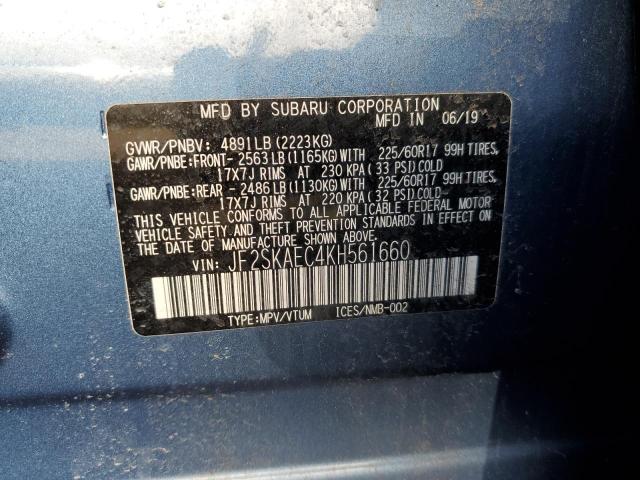 MFD BY SUBARU CORPORATION
MFD IN 06/19
GVWR/PNBV: 4891LB (2223KG)
GAWR/PNBE:FRONT- 2563LB (1165KG)WITH 225/60R17 99H TIRES,
17X7J RIMS AT 230 KPA (33 PSI)COLD
GAWR/PNBE:REAR - 2486LB (1130KG)WITH 225/60R17 99H TIRES,
17X7J RIMS AT 220 KPA (32 PSI)COLD
THIS VEHICLE CONFORMS TO ALL APPLICABLE FEDERAL MOTOR
VEHICLE SAFETY, BUMPER, AND THEFT PREVENTION STANDARDS IN EFFECT ON
THE DATE OF MANUFACTURE SHOWN ABOVE.
VIN: JF2SKAEC4KH561660
TYPE:MPV/VTUM ICES/NMB-002